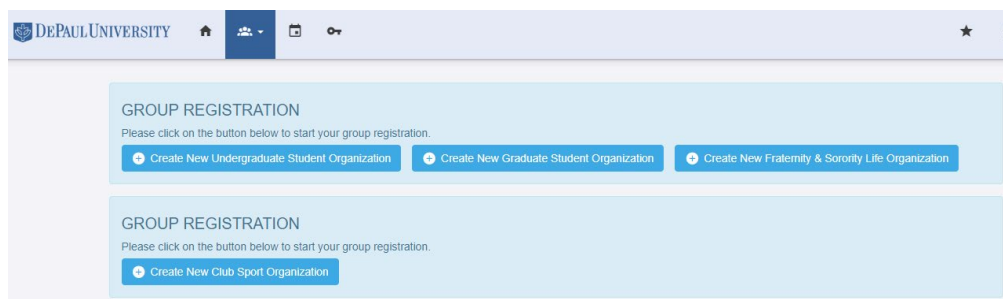 DEPAUL UNIVERSITY
GROUP REGISTRATION
Please click on the button below to start your group registration.
Create New Undergraduate Student Organization Create New Graduate Student Organization Create New Fraternity & Sorority Life Organization
GROUP REGISTRATION
Please click on the button below to start your group registration.
Create New Club Sport Organization